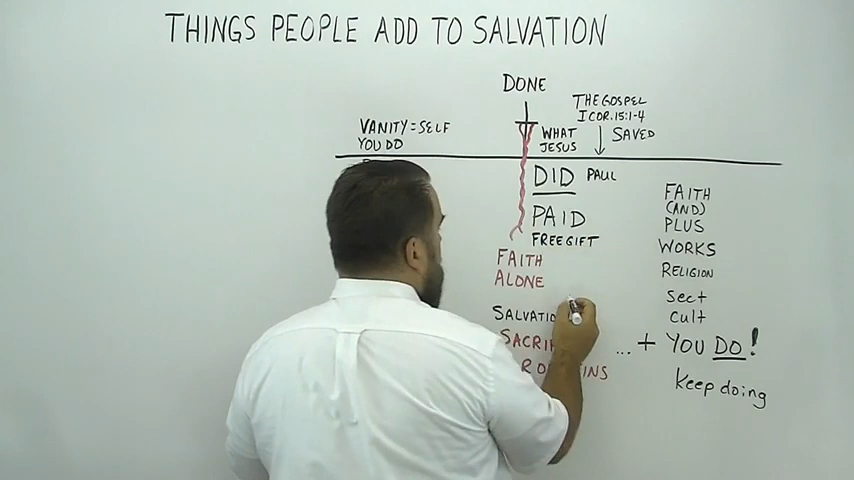 THINGS PEOPLE ADD TO SALVATION
DONE
THE GOSPEL
I COR. 15:1-4
SAVED
VANITY = SELF
YOU DO
WHAT
JESUS
DID PAUL
PAID
FREE GIFT
FAITH
ALONE
FAITH
(AND)
PLUS
WORKS
RELIGION
Sect
Cult
... + YOU DO!
Keep doing